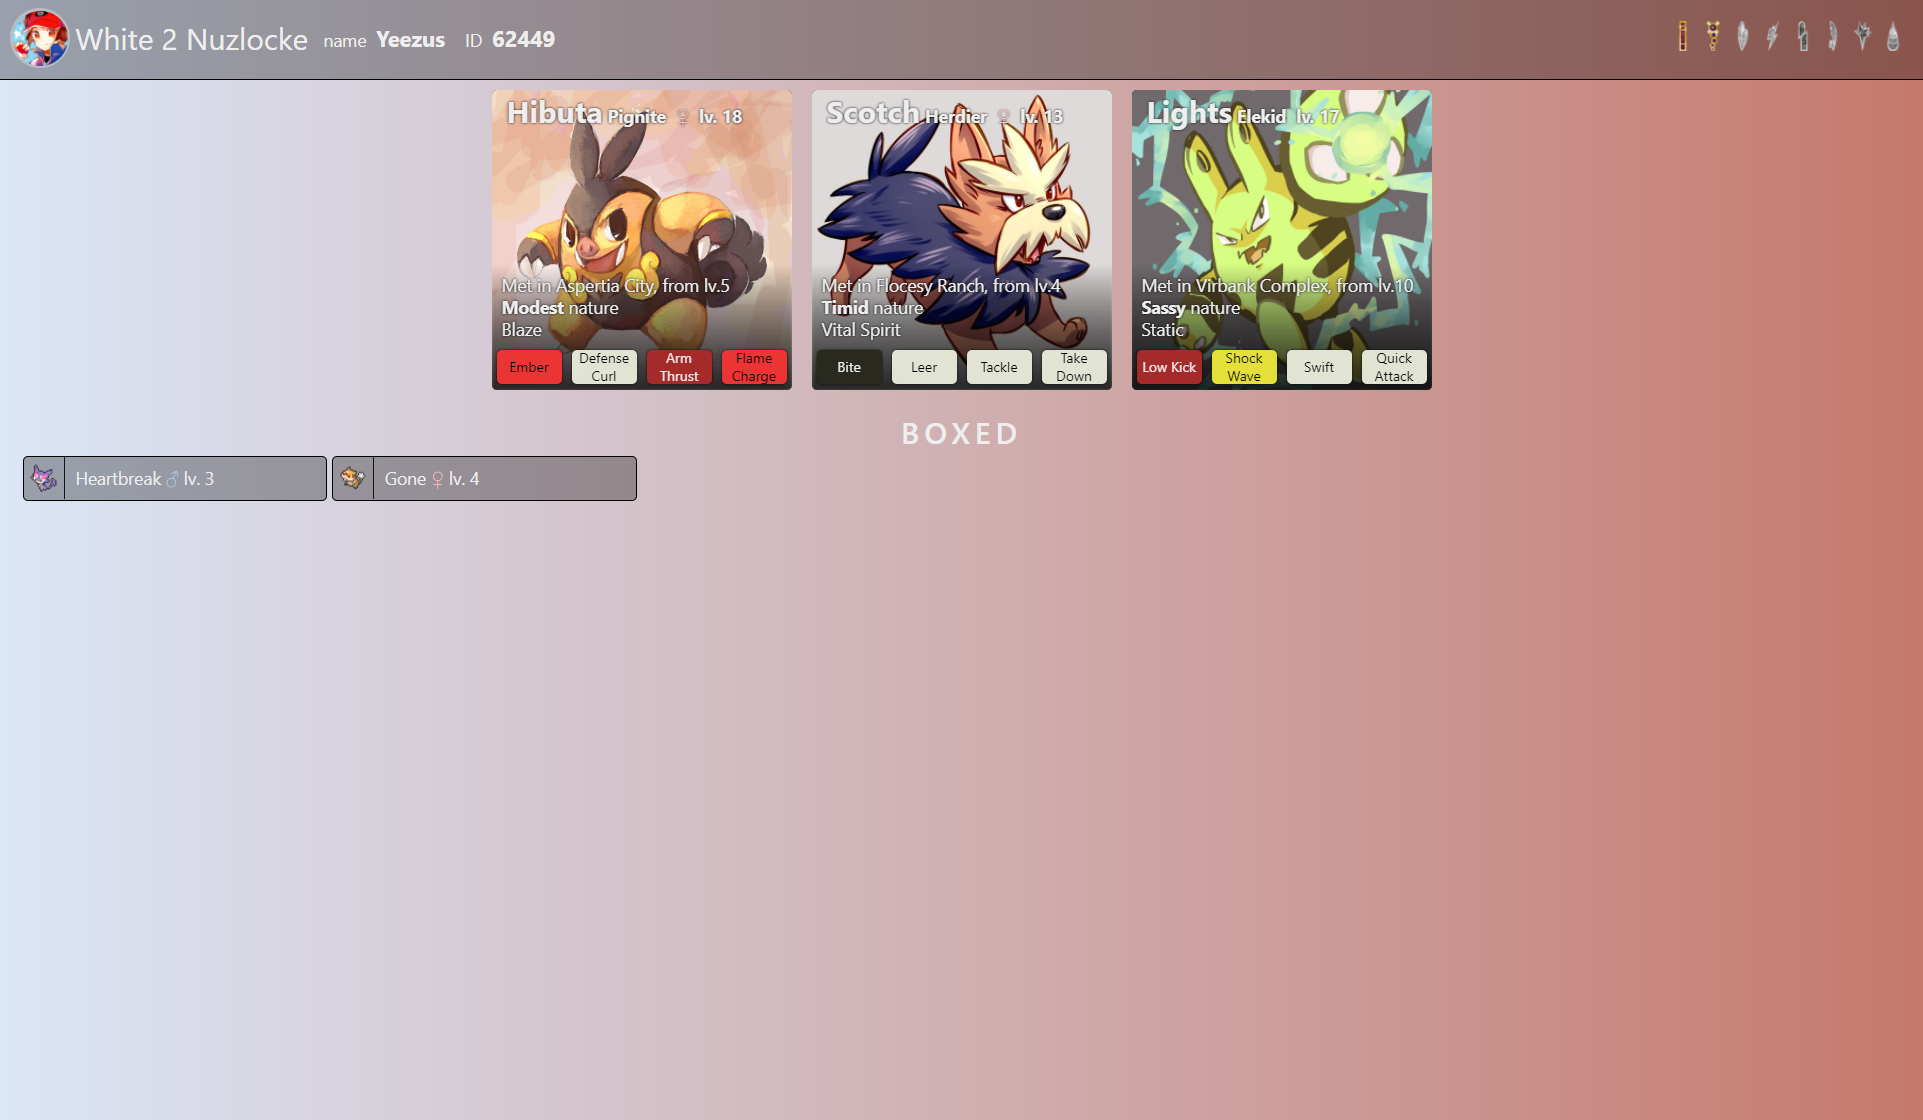 White 2 Nuzlocke name Yeezus ID 62449
Hibuta Pignite ♀ lv. 18
Met in Aspertia City, from lv.5
Modest nature
Blaze
Ember
Defense Curl
Arm Thrust
Flame Charge
Scotch Herdier ♀ lv. 13
Met in Flocesy Ranch, from lv.4
Timid nature
Vital Spirit
Bite
Leer
Tackle
Take Down
Lights Elekid lv. 17
Met in Virbank Complex, from lv.10
Sassy nature
Static
Low Kick
Shock Wave
Swift
Quick Attack
BOXED
Heartbreak ♂ lv. 3
Gone ♀ lv. 4